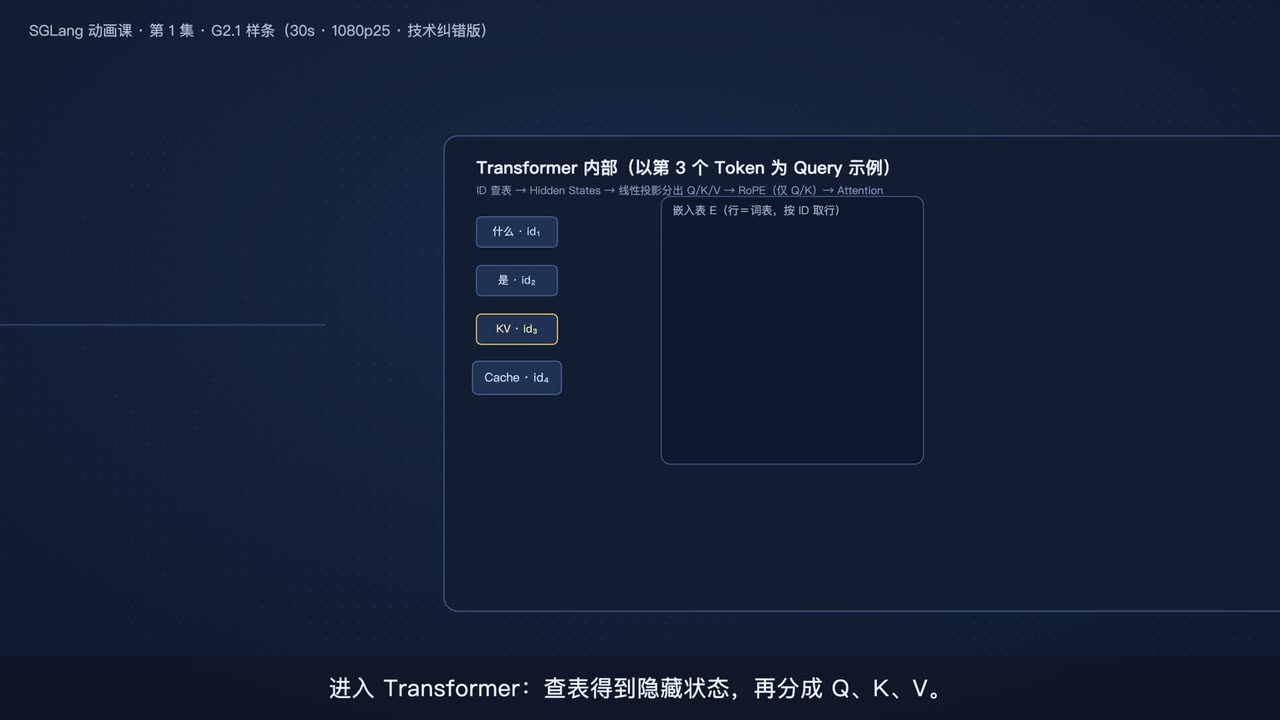 SGLang 动画课 · 第 1 集 · G2.1 样条（30s · 1080p25 · 技术纠错版）
Transformer 内部（以第 3 个 Token 为 Query 示例）
ID 查表 → Hidden States → 线性投影分出 Q/K/V → RoPE（仅 Q/K）→ Attention
嵌入表 E（行＝词表，按 ID 取行）
什么 · id₁
是 · id₂
KV · id₃
Cache · id₄
进入 Transformer：查表得到隐藏状态，再分成 Q、K、V。